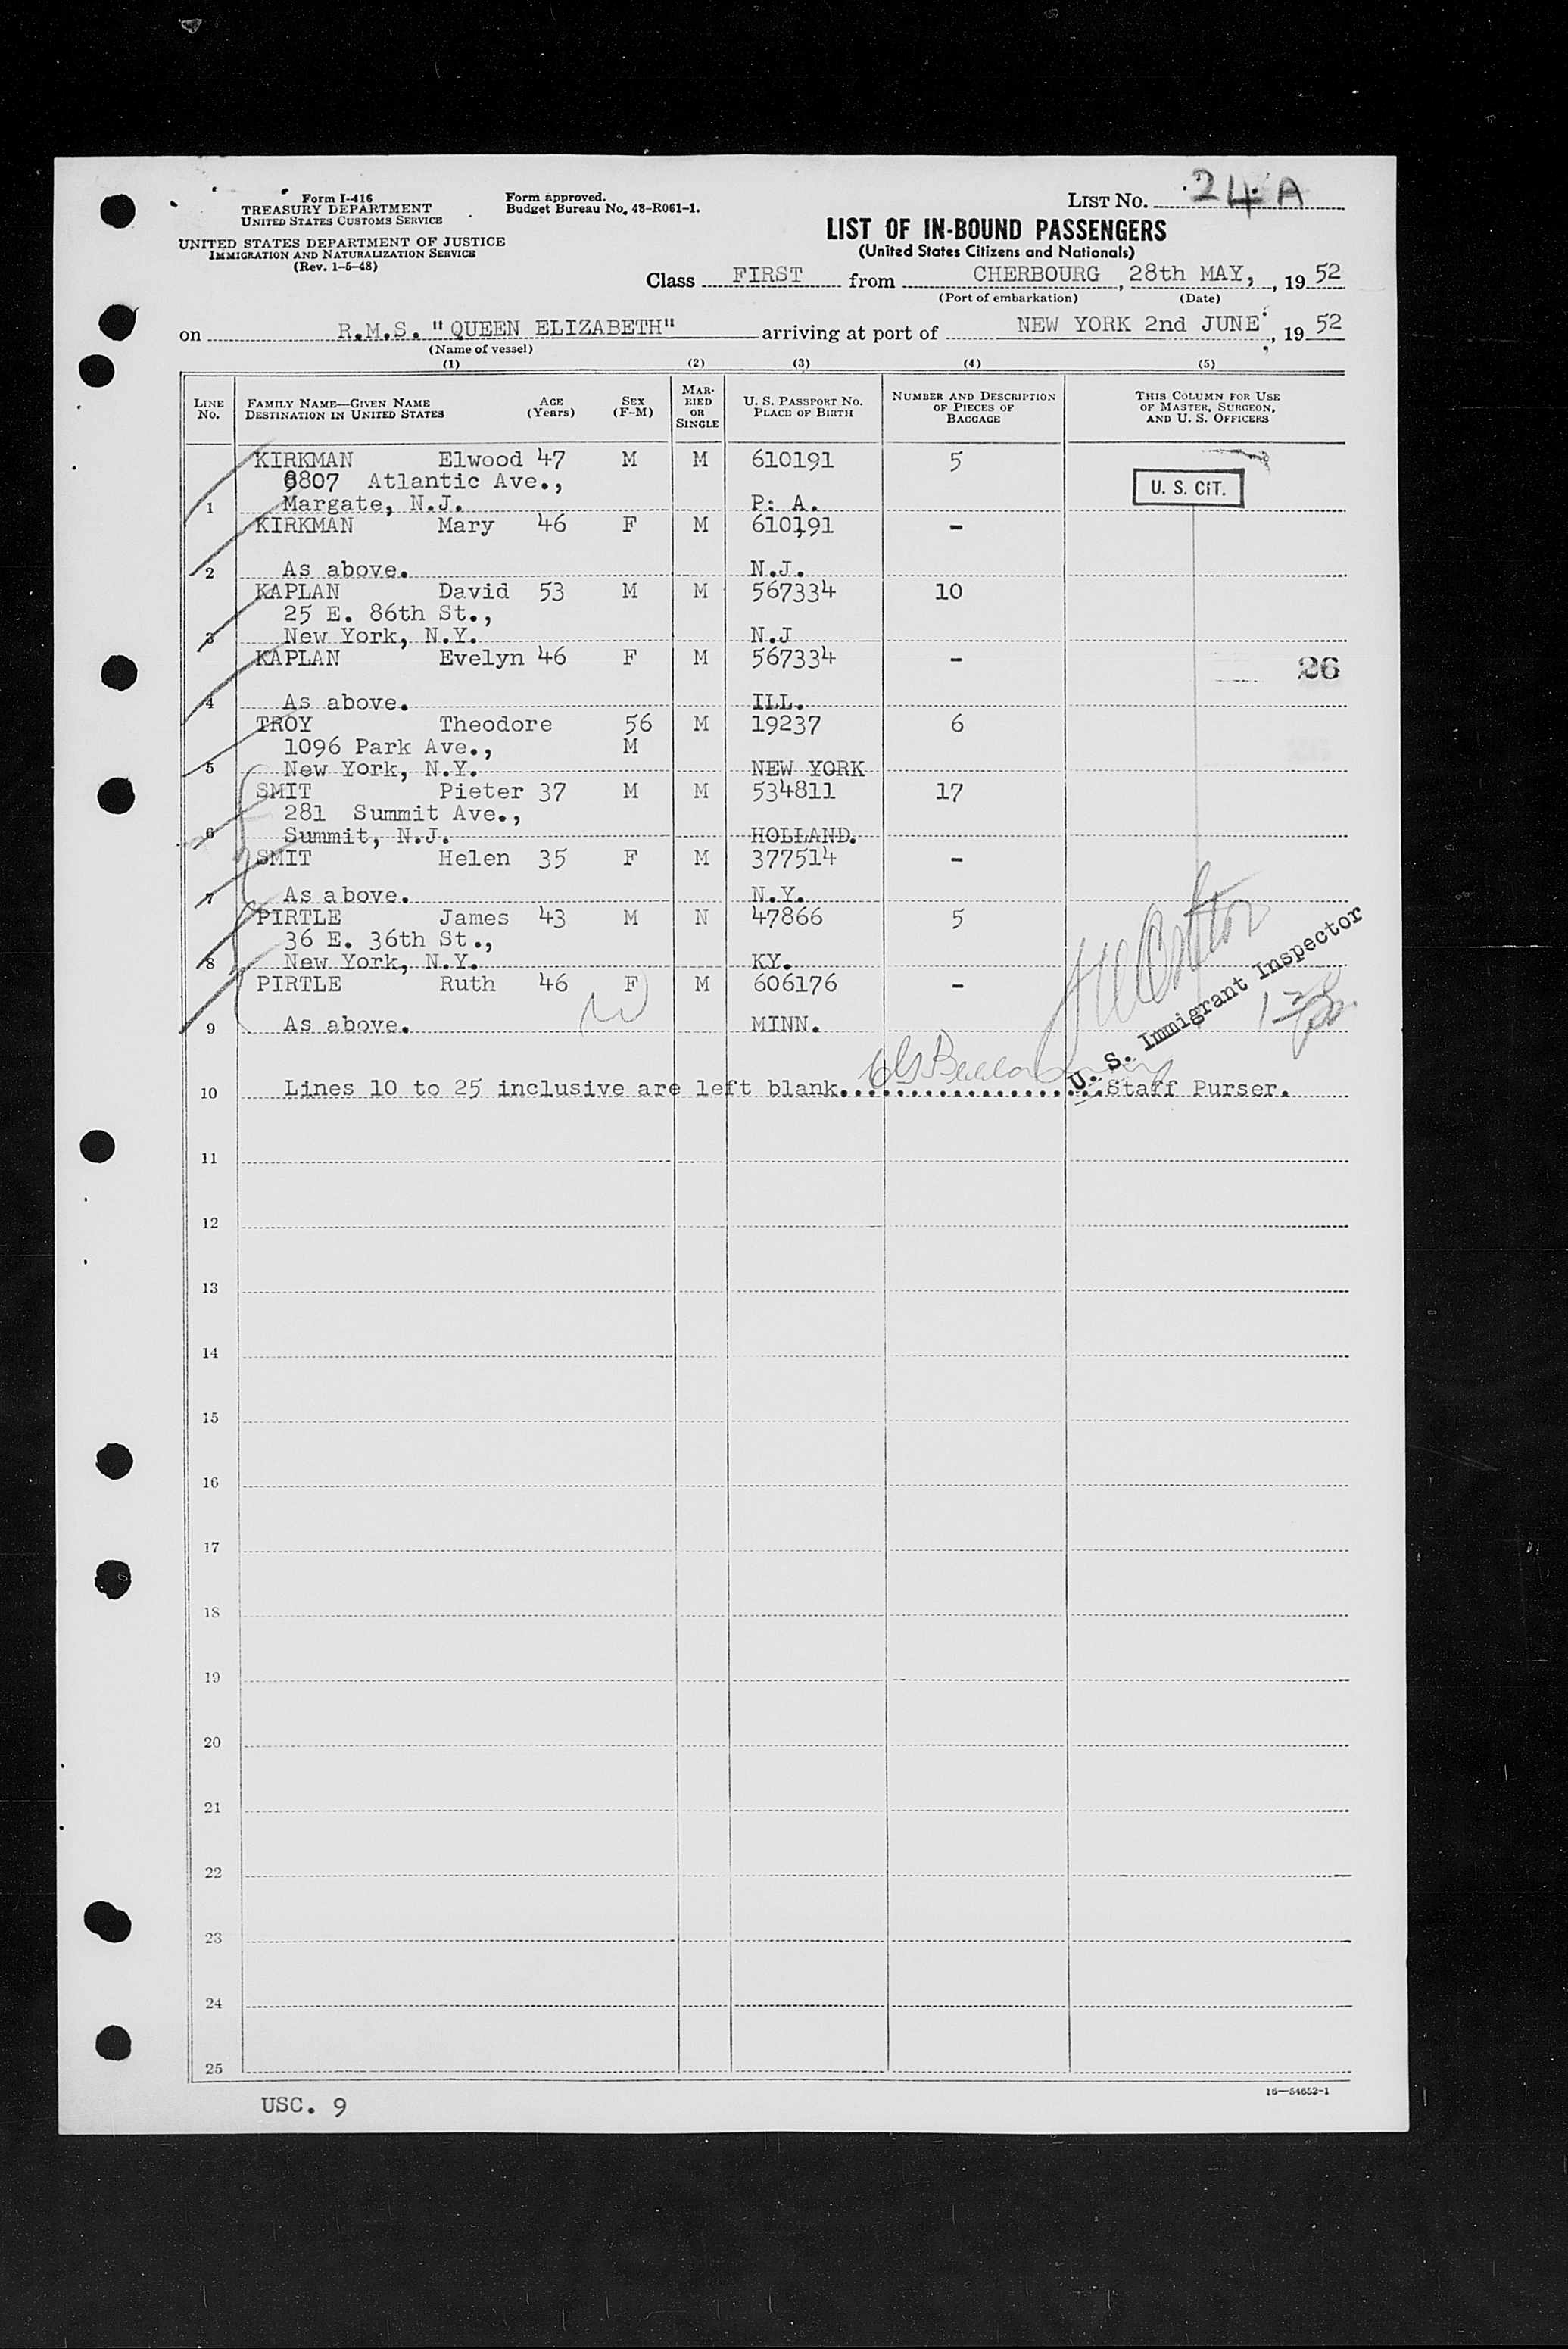 Form I-416
TREASURY DEPARTMENT
UNITED STATES CUSTOMS SERVICE
UNITED STATES DEPARTMENT OF JUSTICE
IMMIGRATION AND NATURALIZATION SERVICE
(Rev. 1-5-48)
Form approved.
Budget Bureau No. 48-R061-1.
LIST No. 24 A
LIST OF IN-BOUND PASSENGERS
(United States Citizens and Nationals)
Class FIRST from CHERBOURG, 28th MAY, , 19 52
(Port of embarkation) (Date)
on R.M.S. "QUEEN ELIZABETH" arriving at port of NEW YORK 2nd JUNE , 19 52
(Name of vessel)
(1) (2) (3) (4) (5)
LINE No. FAMILY NAME—GIVEN NAME DESTINATION IN UNITED STATES AGE (Years) SEX (F-M) MARRIED OR SINGLE U. S. PASSPORT NO. PLACE OF BIRTH NUMBER AND DESCRIPTION OF PIECES OF BAGGAGE THIS COLUMN FOR USE OF MASTER, SURGEON, AND U. S. OFFICERS
KIRKMAN Elwood 47 M M 610191 5
8807 Atlantic Ave.,
U. S. CIT.
1 Margate, N.J. P: A.
KIRKMAN Mary 46 F M 610191 -
2 As above. N.J.
KAPLAN David 53 M M 567334 10
25 E. 86th St.,
3 New York, N.Y. N.J
KAPLAN Evelyn 46 F M 567334 -
26
4 As above. ILL.
TROY Theodore 56 M 19237 6
1096 Park Ave., M
5 New York, N.Y. NEW YORK
SMIT Pieter 37 M M 534811 17
281 Summit Ave.,
6 Summit, N.J. HOLLAND.
SMIT Helen 35 F M 377514 -
7 As above. N.Y.
PIRTLE James 43 M N 47866 5
36 E. 36th St.,
8 New York, N.Y. KY.
PIRTLE Ruth 46 F M 606176 -
9 As above. MINN.
U. S. Immigrant Inspector
10 Lines 10 to 25 inclusive are left blank...................Staff Purser.
11
12
13
14
15
16
17
18
19
20
21
22
23
24
25
USC. 9
16—54652-1